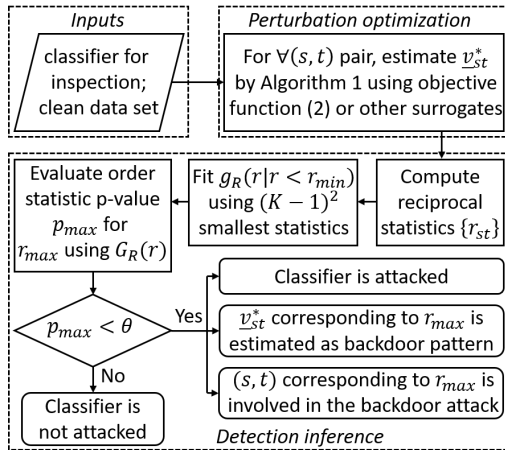 Inputs
classifier for
inspection;
clean data set
Perturbation optimization
For ∀(s, t) pair, estimate v*st
by Algorithm 1 using objective
function (2) or other surrogates
Compute
reciprocal
statistics {rst}
Fit gR(r|r < rmin)
using (K − 1)²
smallest statistics
Evaluate order
statistic p-value
pmax for
rmax using GR(r)
pmax < θ
Yes
No
Classifier is attacked
v*st corresponding to rmax is
estimated as backdoor pattern
(s, t) corresponding to rmax is
involved in the backdoor attack
Classifier is
not attacked
Detection inference